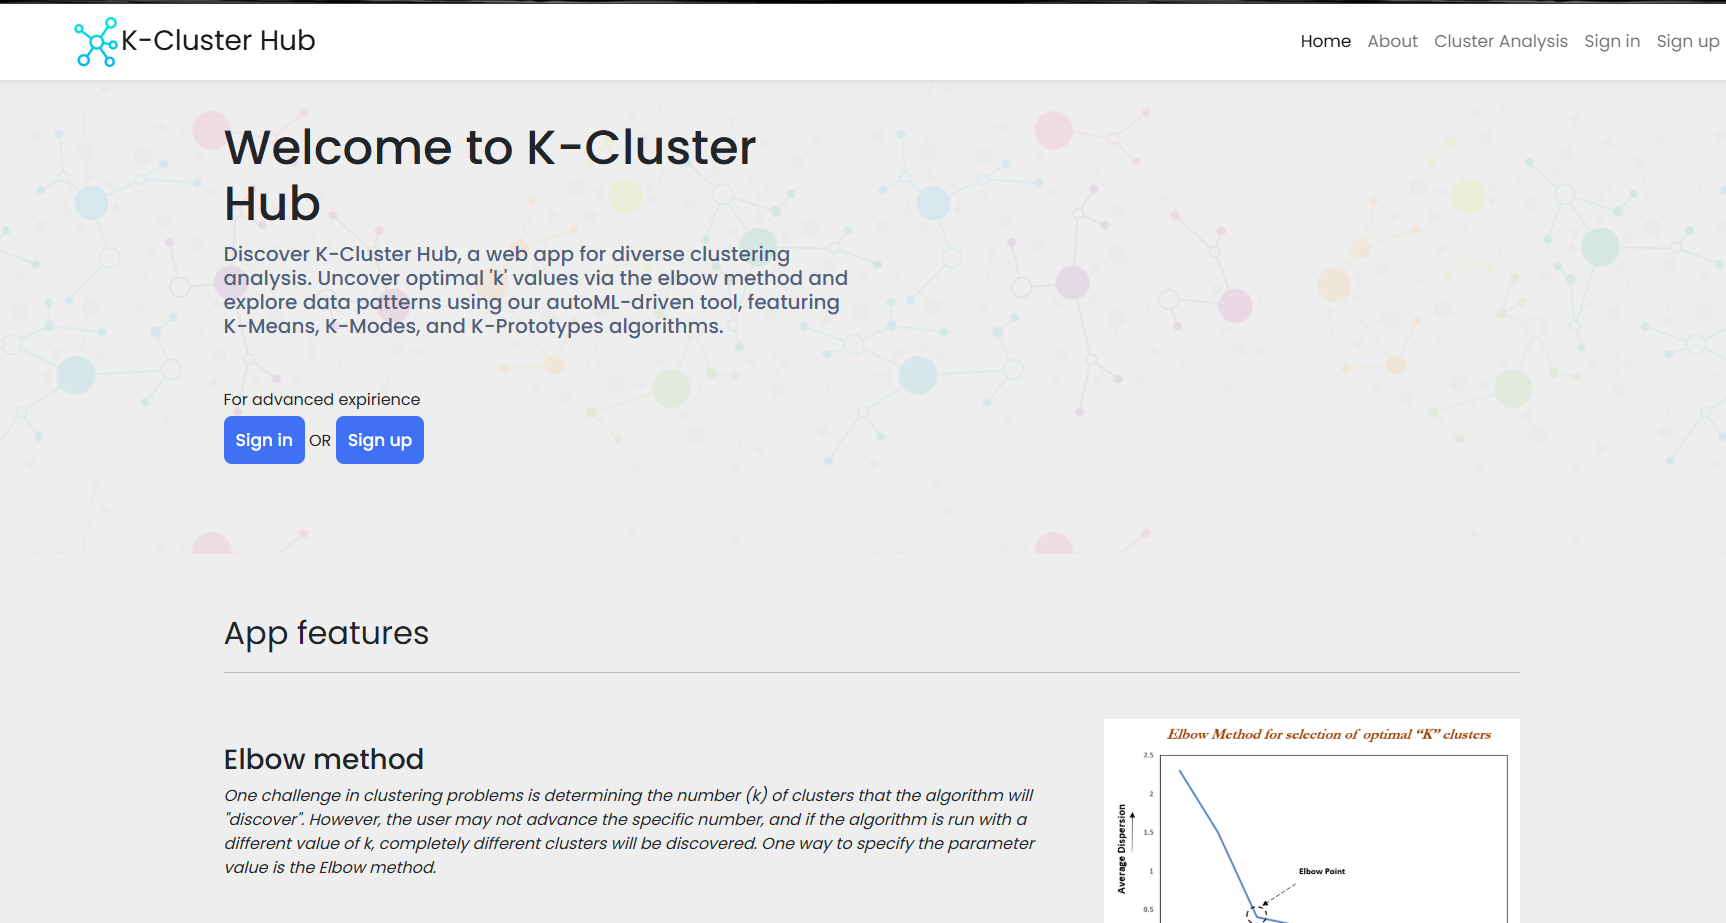 K-Cluster Hub
Home About Cluster Analysis Sign in Sign up
Welcome to K-Cluster
Hub
Discover K-Cluster Hub, a web app for diverse clustering
analysis. Uncover optimal 'k' values via the elbow method and
explore data patterns using our autoML-driven tool, featuring
K-Means, K-Modes, and K-Prototypes algorithms.
For advanced expirience
Sign in OR Sign up
App features
Elbow method
One challenge in clustering problems is determining the number (k) of clusters that the algorithm will
"discover". However, the user may not advance the specific number, and if the algorithm is run with a
different value of k, completely different clusters will be discovered. One way to specify the parameter
value is the Elbow method.
Elbow Method for selection of optimal “K” clusters
2.5
2
1.5
1
0.5
Average Dispersion
Elbow Point